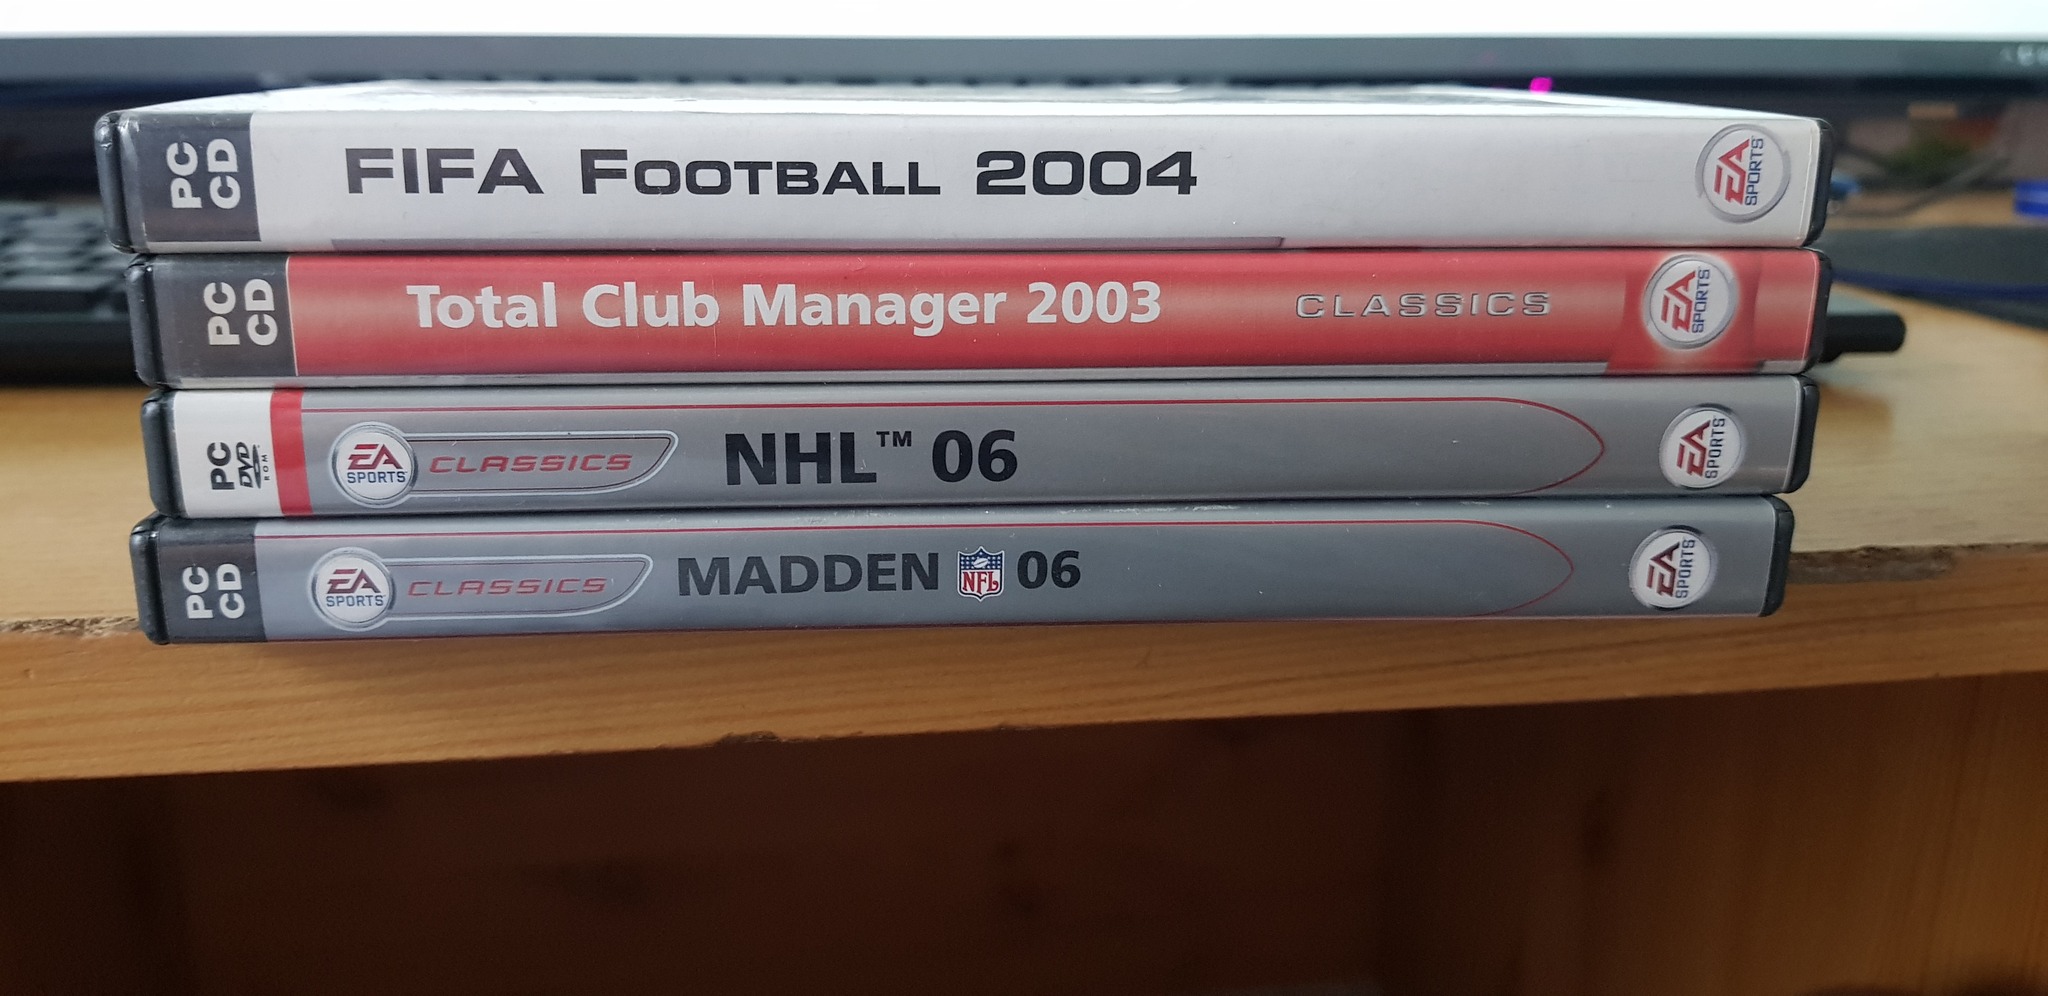 PC
CD
FIFA FOOTBALL 2004
EA
SPORTS
PC
CD
Total Club Manager 2003
CLASSICS
EA
SPORTS
PC
DVD
ROM
EA
SPORTS
CLASSICS
NHL™ 06
EA
SPORTS
PC
CD
EA
SPORTS
CLASSICS
MADDEN NFL 06
EA
SPORTS